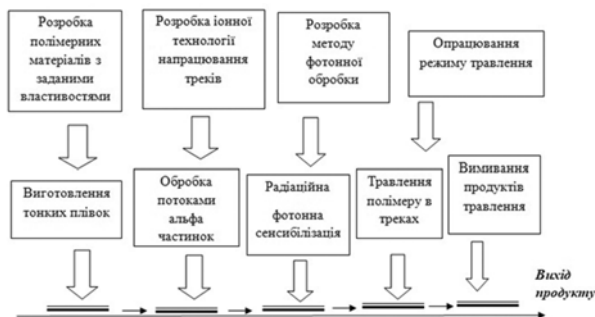 Розробка
полімерних
матеріалів з
заданими
властивостями
Розробка іонної
технології
напрацювання
треків
Розробка
методу
фотонної
обробки
Опрацювання
режиму травлення
Виготовлення
тонких плівок
Обробка
потоками
альфа
частинок
Радіаційна
фотонна
сенсибілізація
Травлення
полімеру в
треках
Вимивання
продуктів
травлення
Вихід
продукту